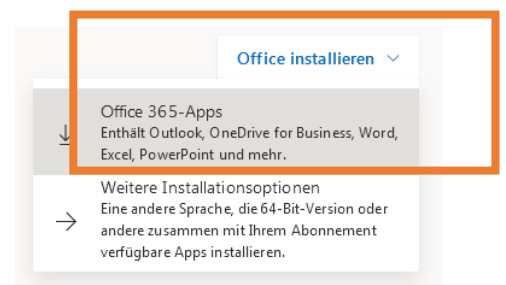 Office installieren
Office 365-Apps
Enthält Outlook, OneDrive for Business, Word,
Excel, PowerPoint und mehr.
Weitere Installationsoptionen
Eine andere Sprache, die 64-Bit-Version oder
andere zusammen mit Ihrem Abonnement
verfügbare Apps installieren.